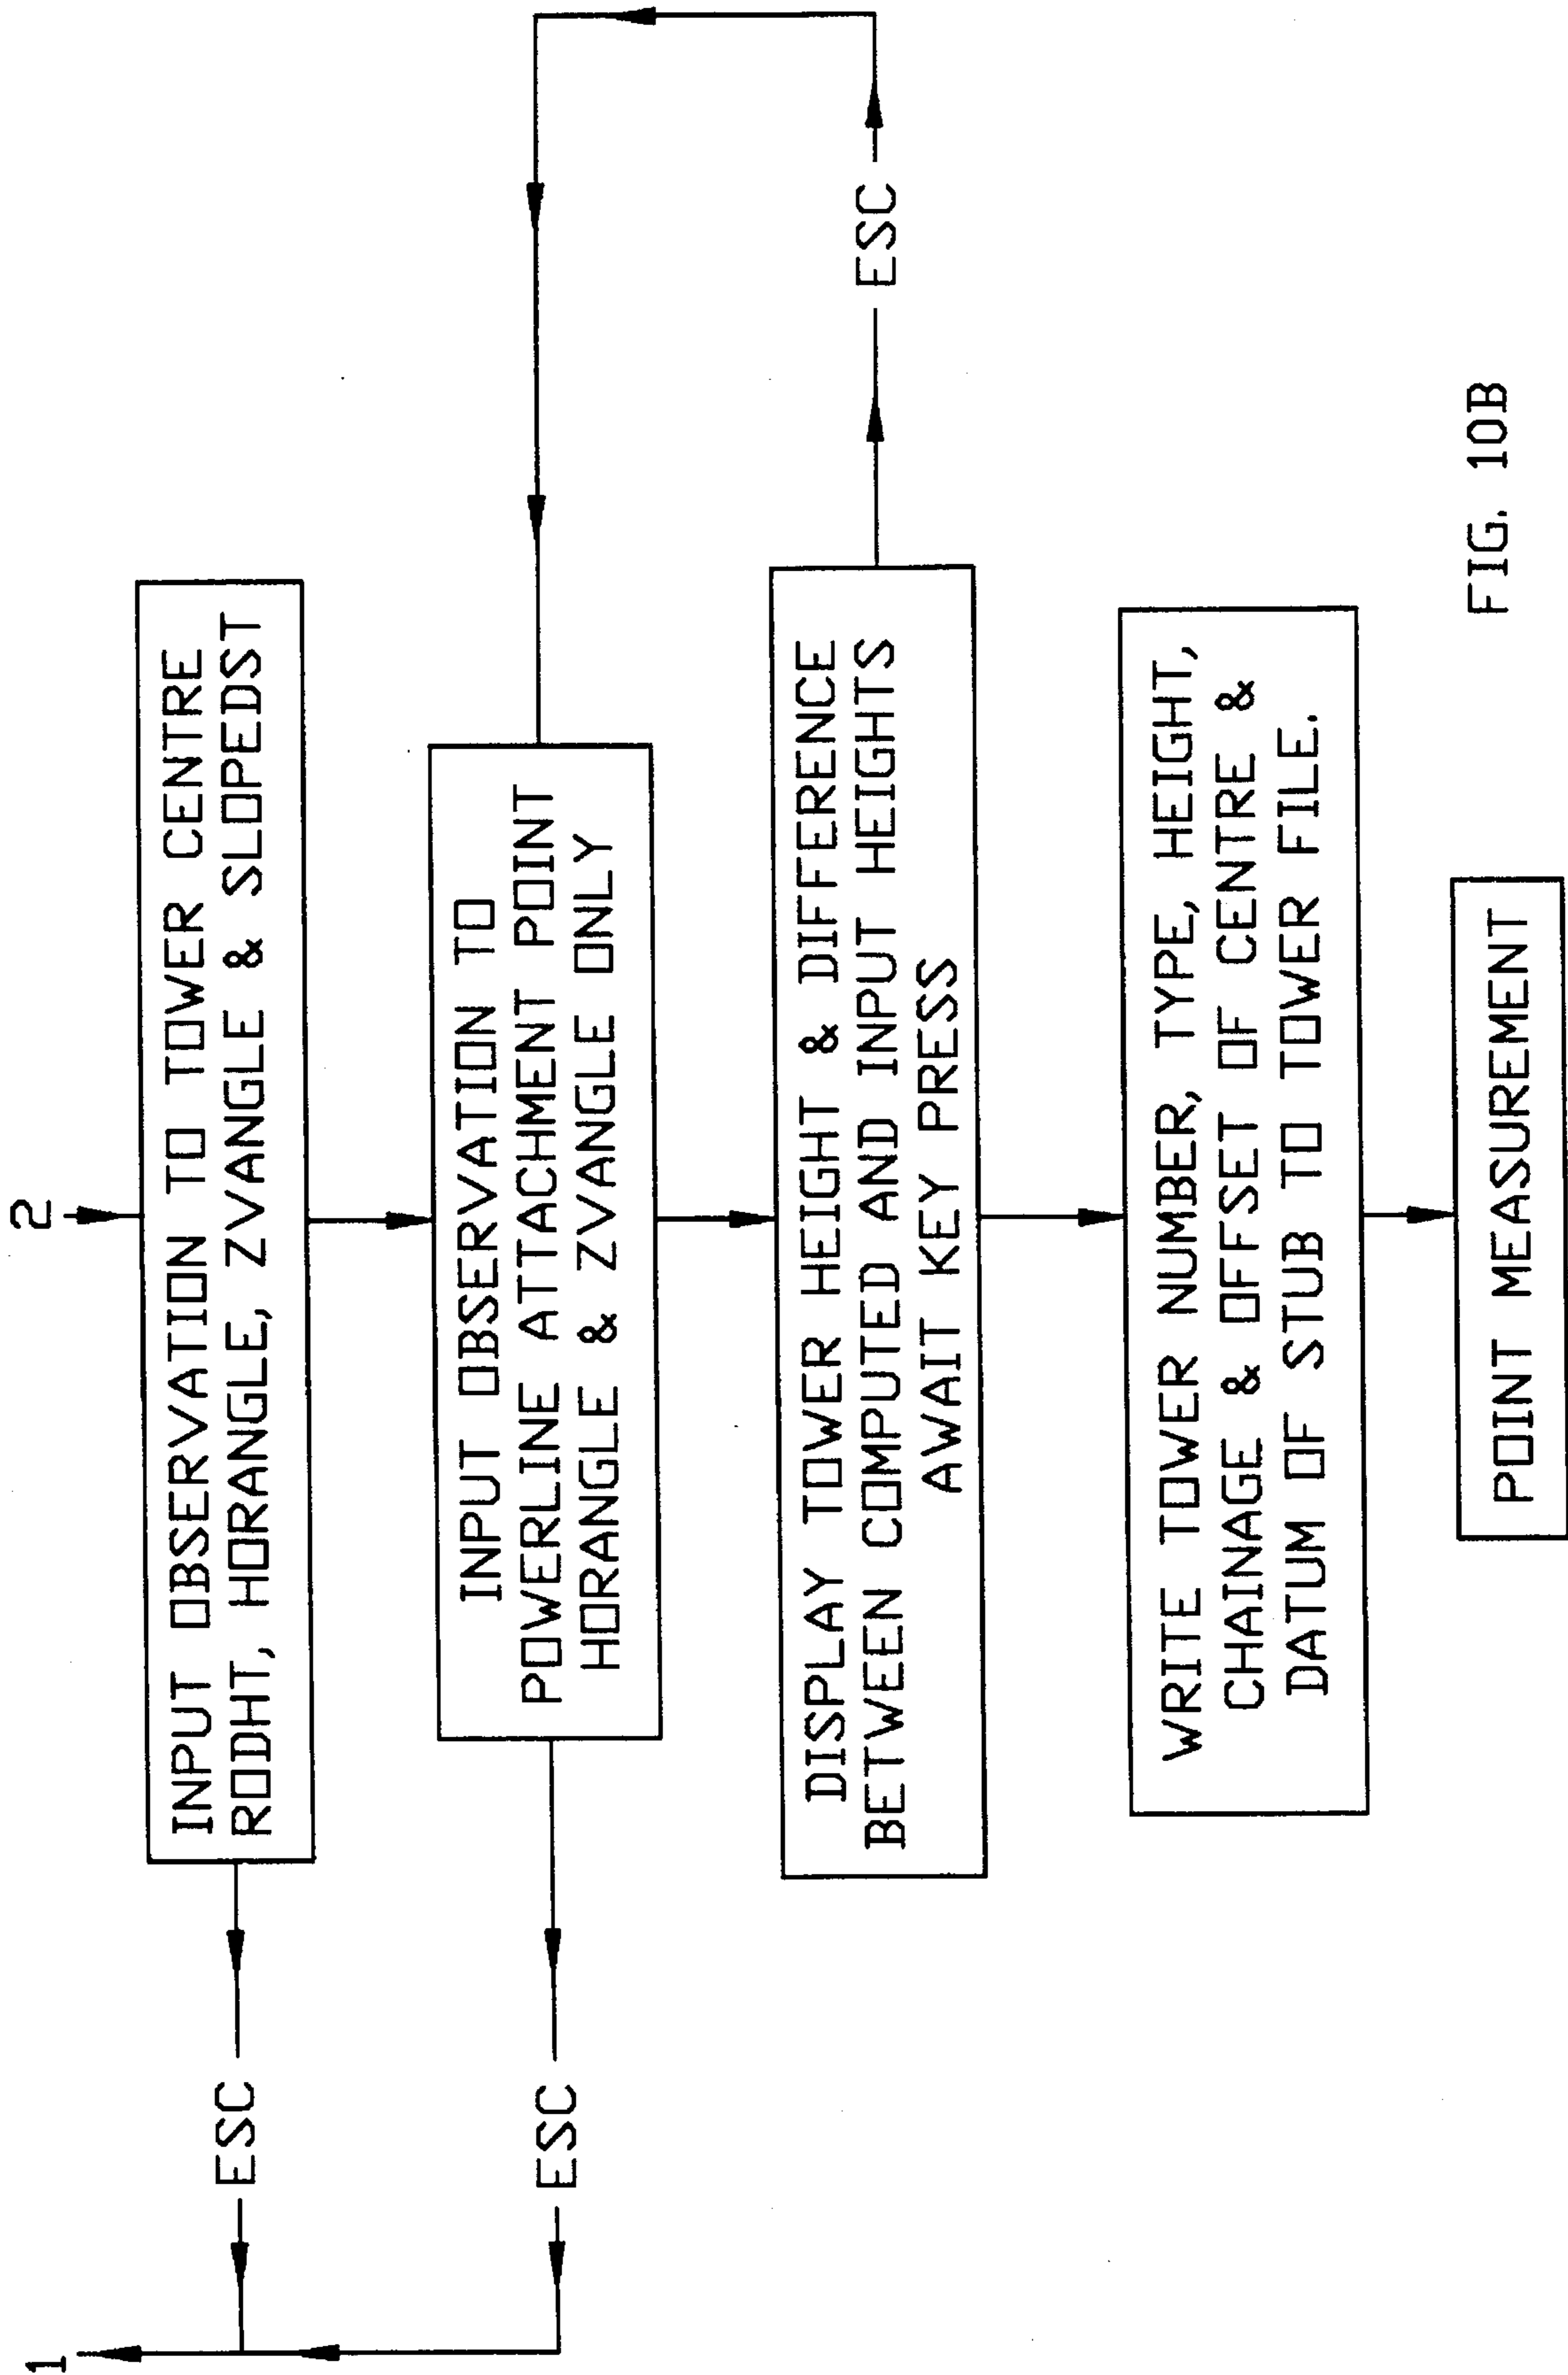 2
1
INPUT OBSERVATION TO TOWER CENTRE
RODHT, HORANGLE, ZVANGLE & SLOPEDST
ESC
INPUT OBSERVATION TO
POWERLINE ATTACHMENT POINT
HORANGLE & ZVANGLE ONLY
ESC
DISPLAY TOWER HEIGHT & DIFFERENCE
BETWEEN COMPUTED AND INPUT HEIGHTS
AWAIT KEY PRESS
ESC
WRITE TOWER NUMBER, TYPE, HEIGHT,
CHAINAGE & OFFSET OF CENTRE &
DATUM OF STUB TO TOWER FILE.
POINT MEASUREMENT
FIG. 10B